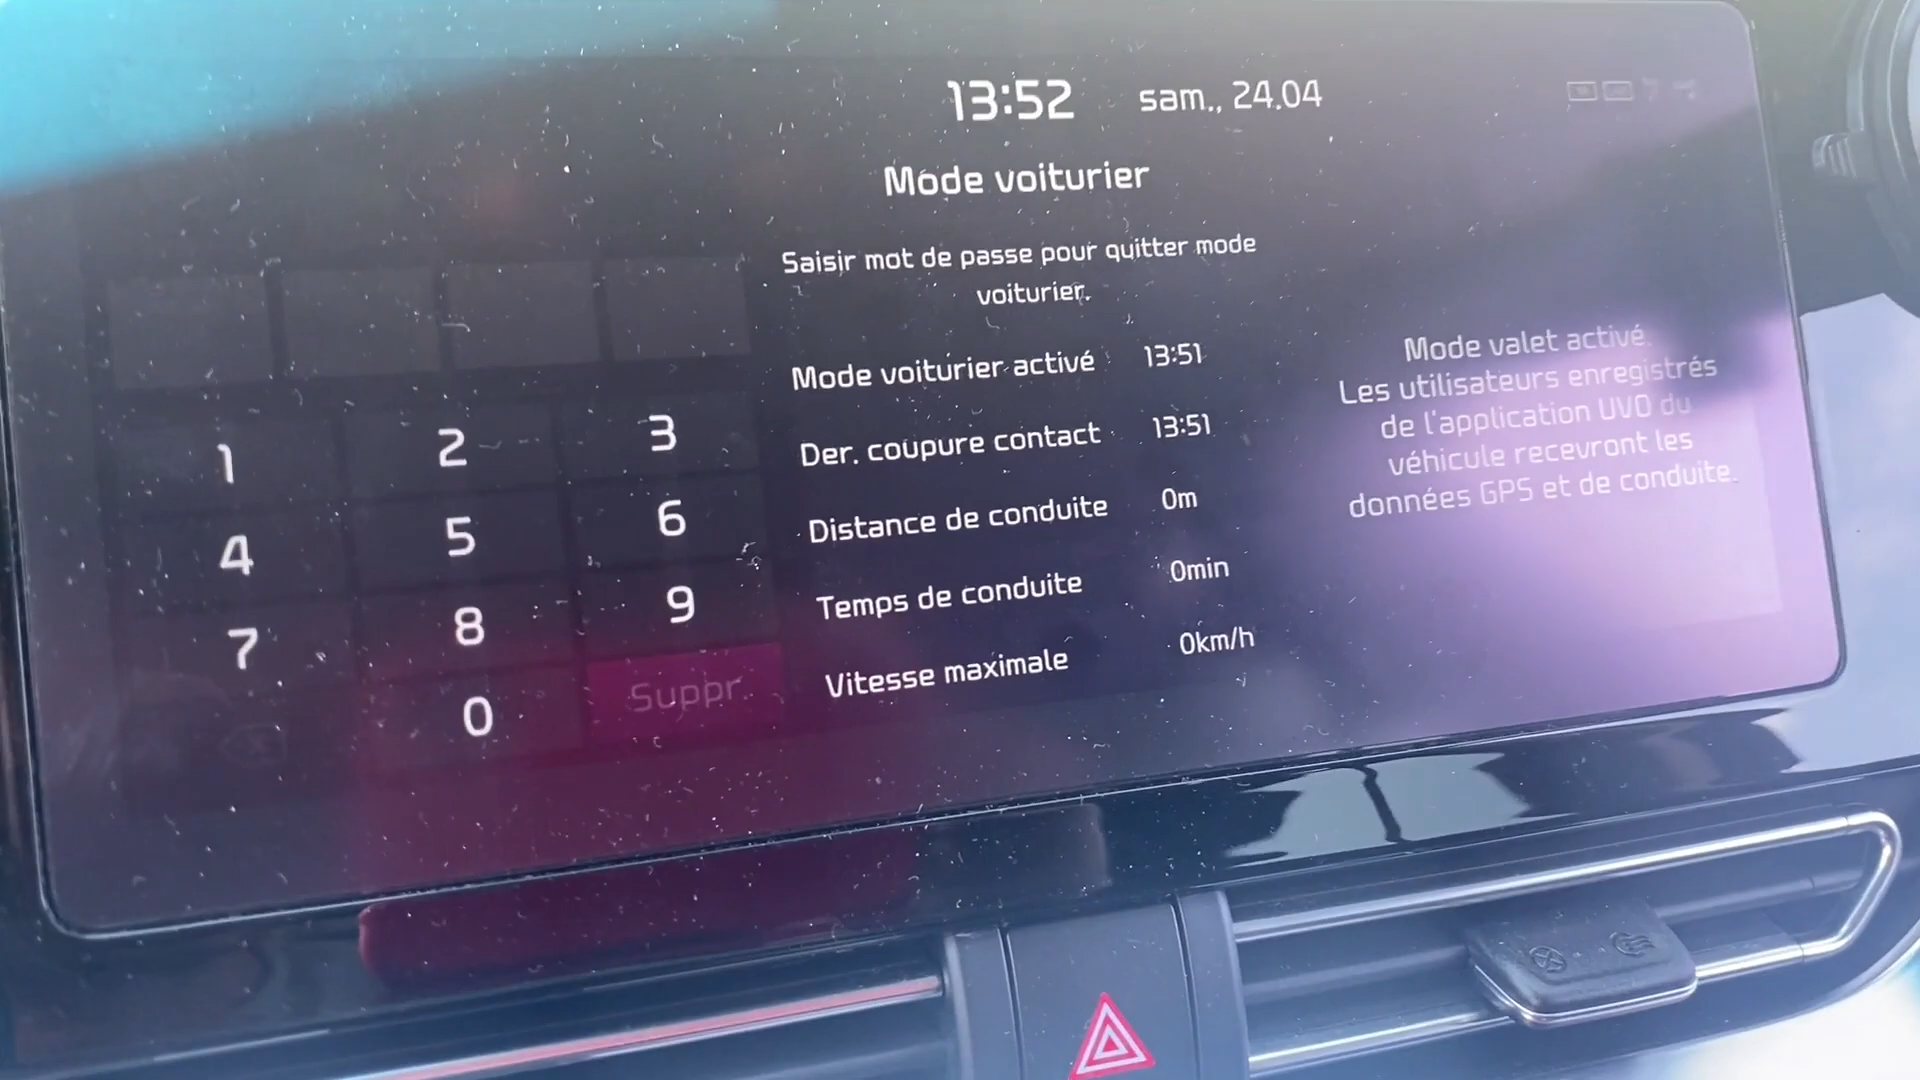 13:52 sam., 24.04
Mode voiturier
Saisir mot de passe pour quitter mode
voiturier.
1 2 3
4 5 6
7 8 9
0 Suppr.
Mode voiturier activé 13:51
Der. coupure contact 13:51
Distance de conduite 0m
Temps de conduite 0min
Vitesse maximale 0km/h
Mode valet activé.
Les utilisateurs enregistrés
de l'application UVO du
véhicule recevront les
données GPS et de conduite.